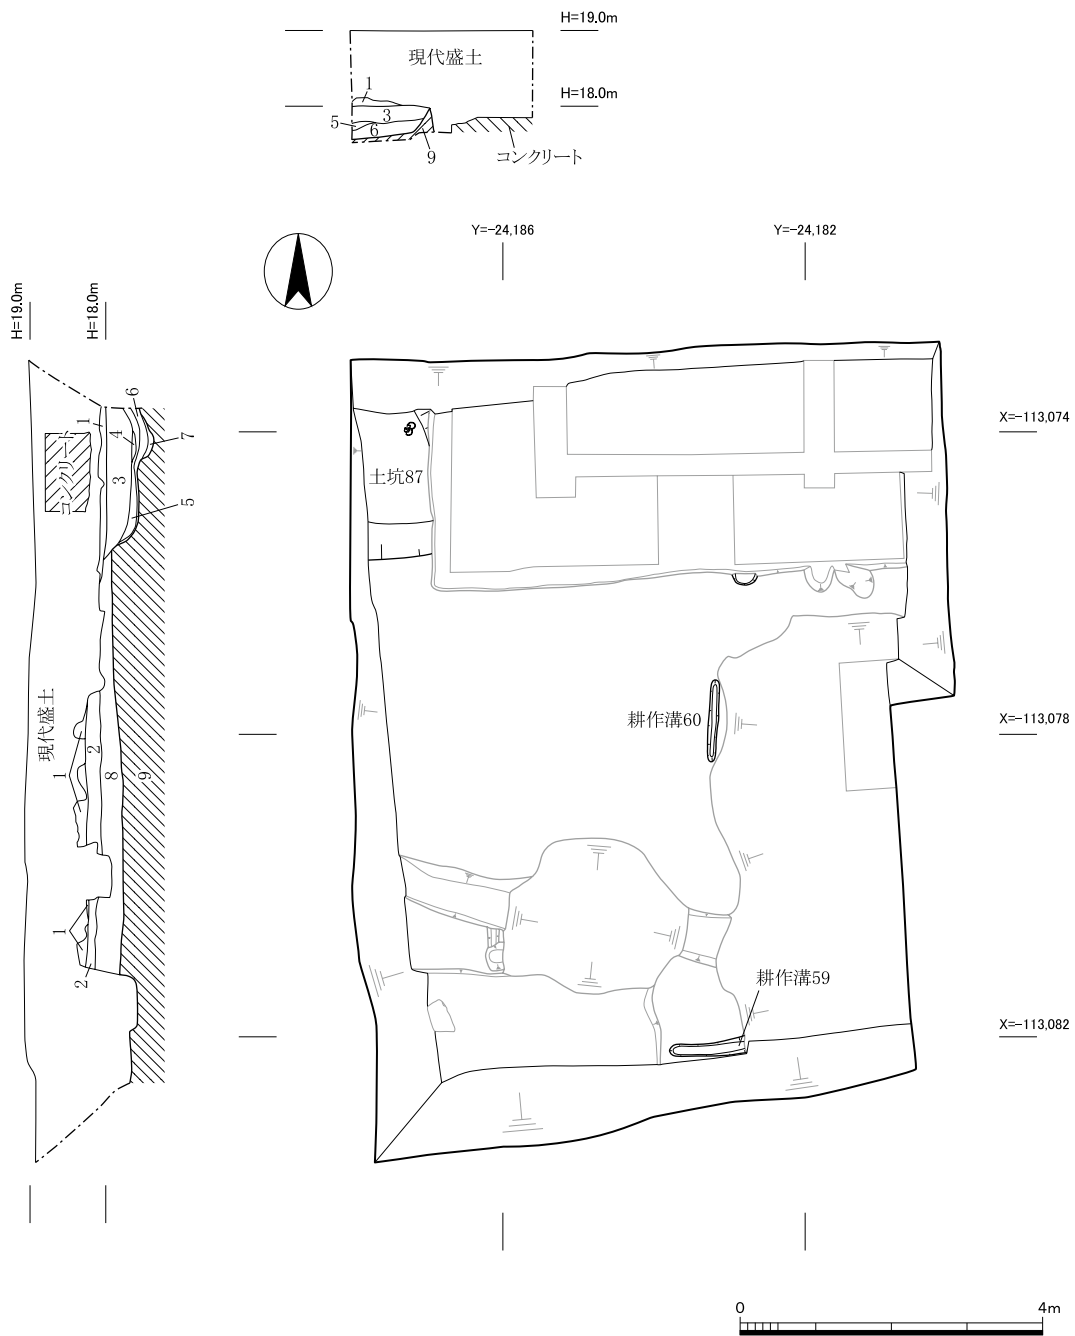 H=19.0m
現代盛土
1
H=18.0m
3
5
6
9
コンクリート
Y=-24,186
Y=-24,182
H=19.0m
H=18.0m
6
1
4
7
X=-113,074
コンクリート
3
土坑87
5
現代盛土
耕作溝60
X=-113,078
2
1
8
9
1
2
耕作溝59
X=-113,082
0
4m